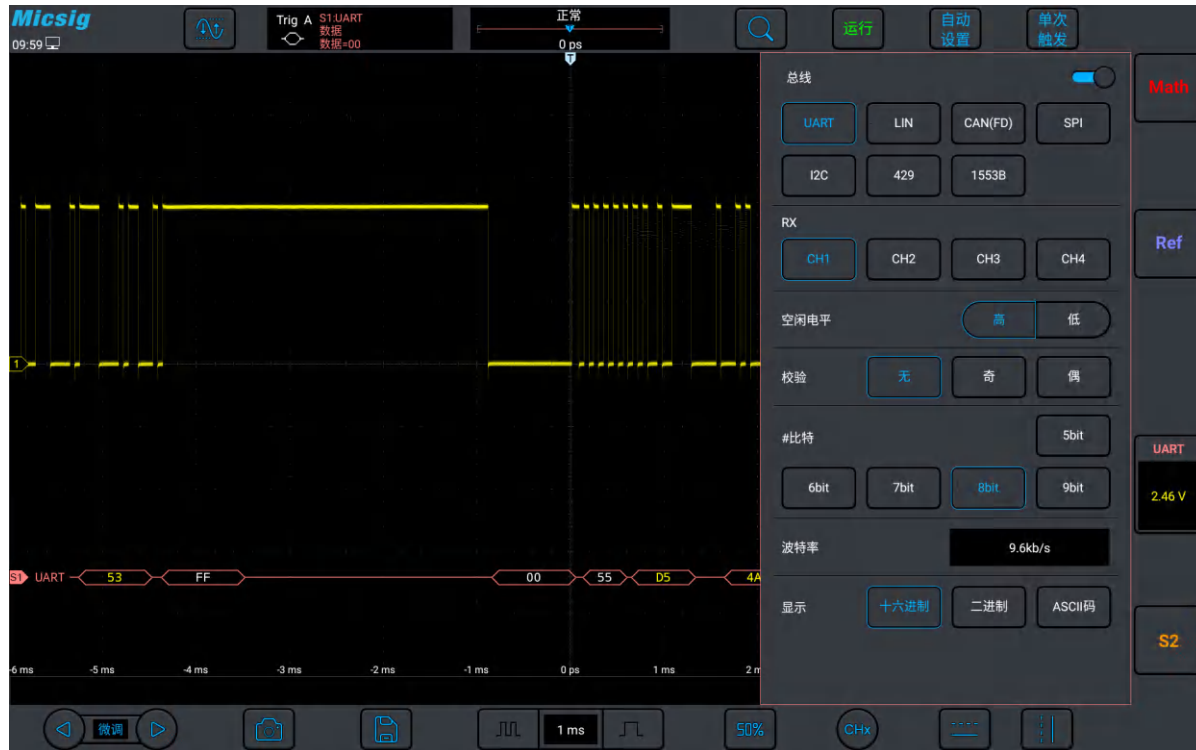 Micsig
09:59
Trig A S1:UART
数据
数据=00
正常
0 ps
T
运行
自动
设置
单次
触发
总线
UART LIN CAN(FD) SPI
I2C 429 1553B
RX
CH1 CH2 CH3 CH4
空闲电平 高 低
校验 无 奇 偶
#比特 5bit
6bit 7bit 8bit 9bit
波特率 9.6kb/s
显示 十六进制 二进制 ASCII码
Math
Ref
UART
2.46 V
S2
1
S1 UART 53 FF 00 55 D5 4A
-6 ms -5 ms -4 ms -3 ms -2 ms -1 ms 0 ps 1 ms 2 m
微调
1 ms
50%
CHx